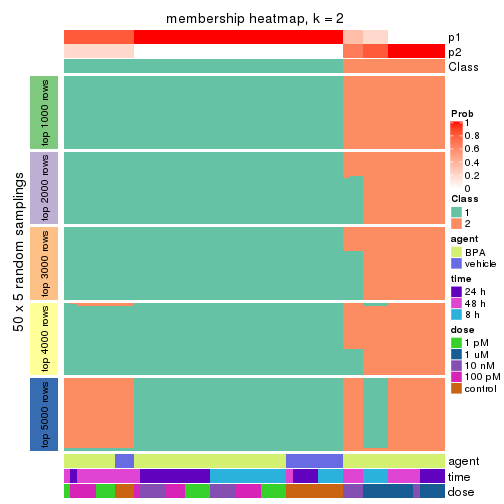 membership heatmap, k = 2
p1
p2
Class
50 x 5 random samplings
top 1000 rows
top 2000 rows
top 3000 rows
top 4000 rows
top 5000 rows
agent
time
dose
Prob
1
0.8
0.6
0.4
0.2
0
Class
1
2
agent
BPA
vehicle
time
24 h
48 h
8 h
dose
1 pM
1 uM
10 nM
100 pM
control